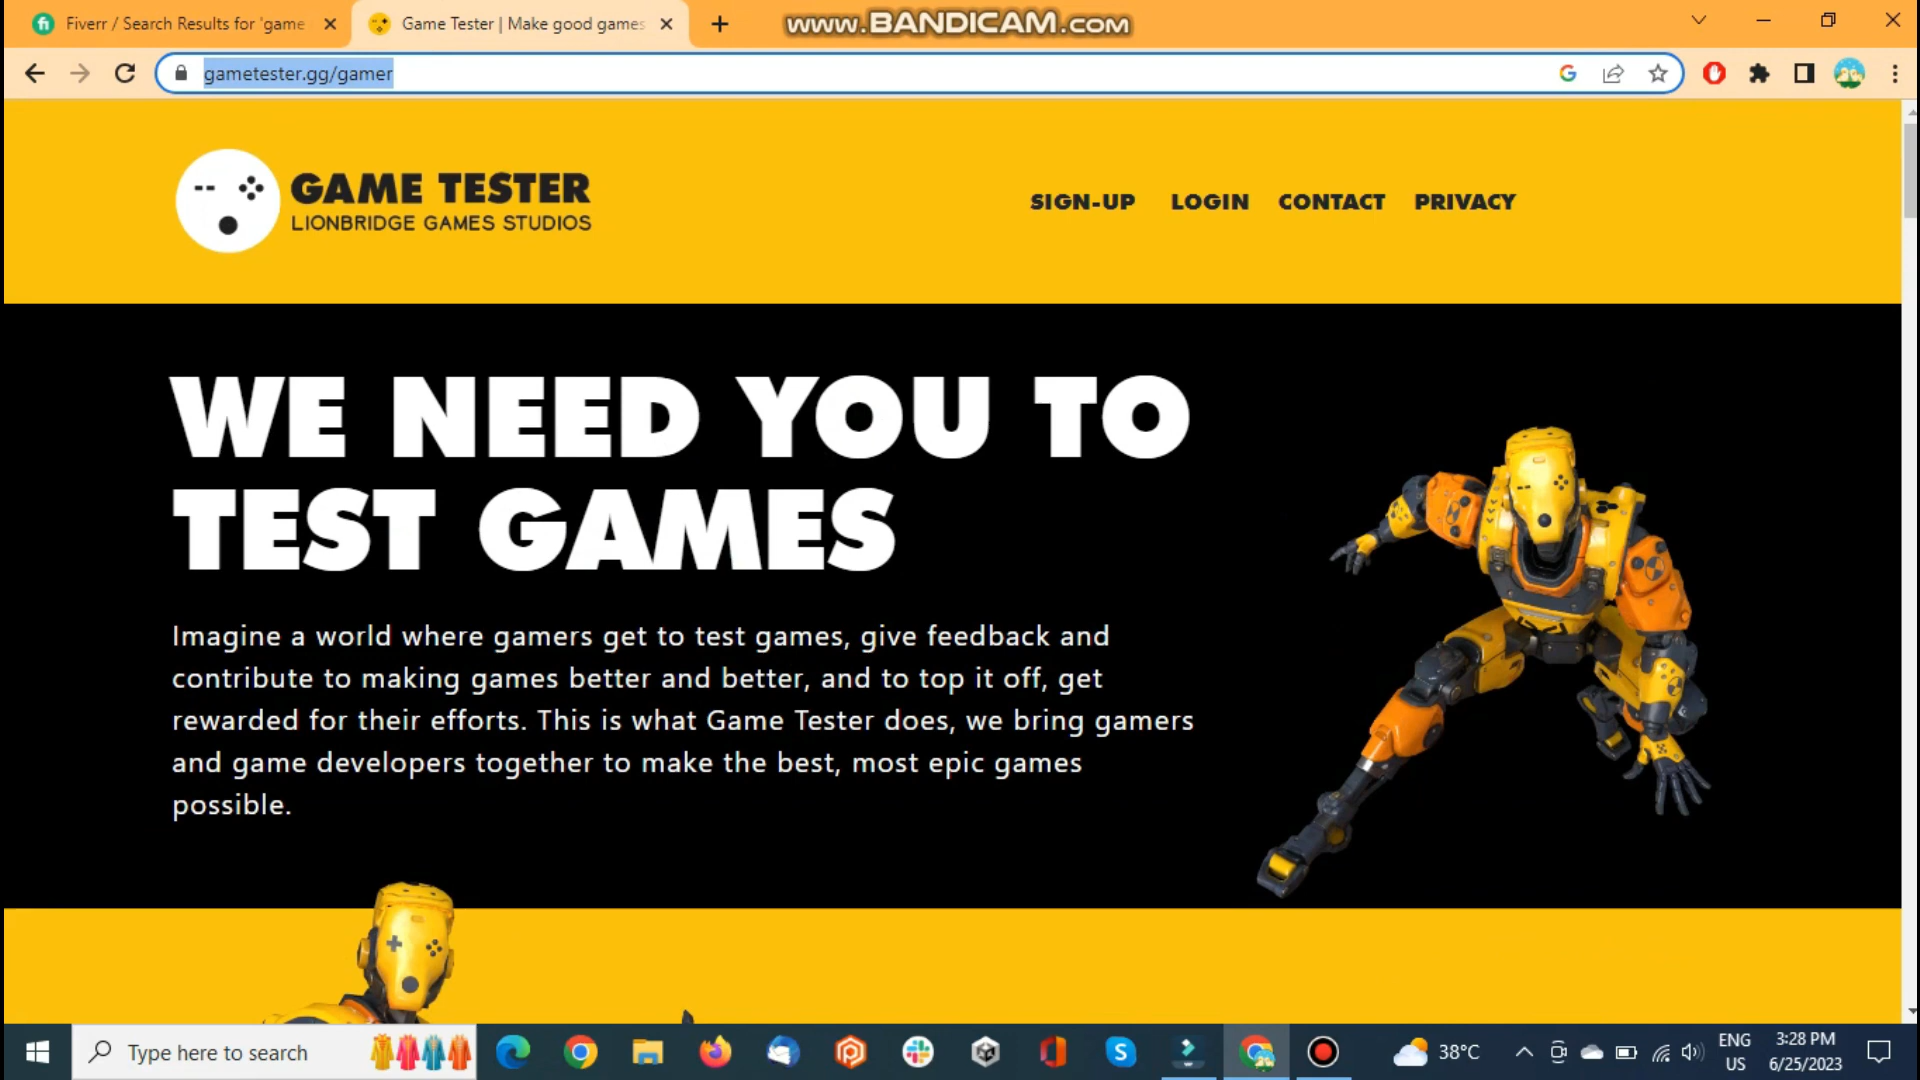 Fiverr / Search Results for 'game
Game Tester | Make good games
www.BANDICAM.com
gametester.gg/gamer
GAME TESTER
LIONBRIDGE GAMES STUDIOS
SIGN-UP LOGIN CONTACT PRIVACY
WE NEED YOU TO
TEST GAMES
Imagine a world where gamers get to test games, give feedback and
contribute to making games better and better, and to top it off, get
rewarded for their efforts. This is what Game Tester does, we bring gamers
and game developers together to make the best, most epic games
possible.
Type here to search
38°C
ENG
US
3:28 PM
6/25/2023